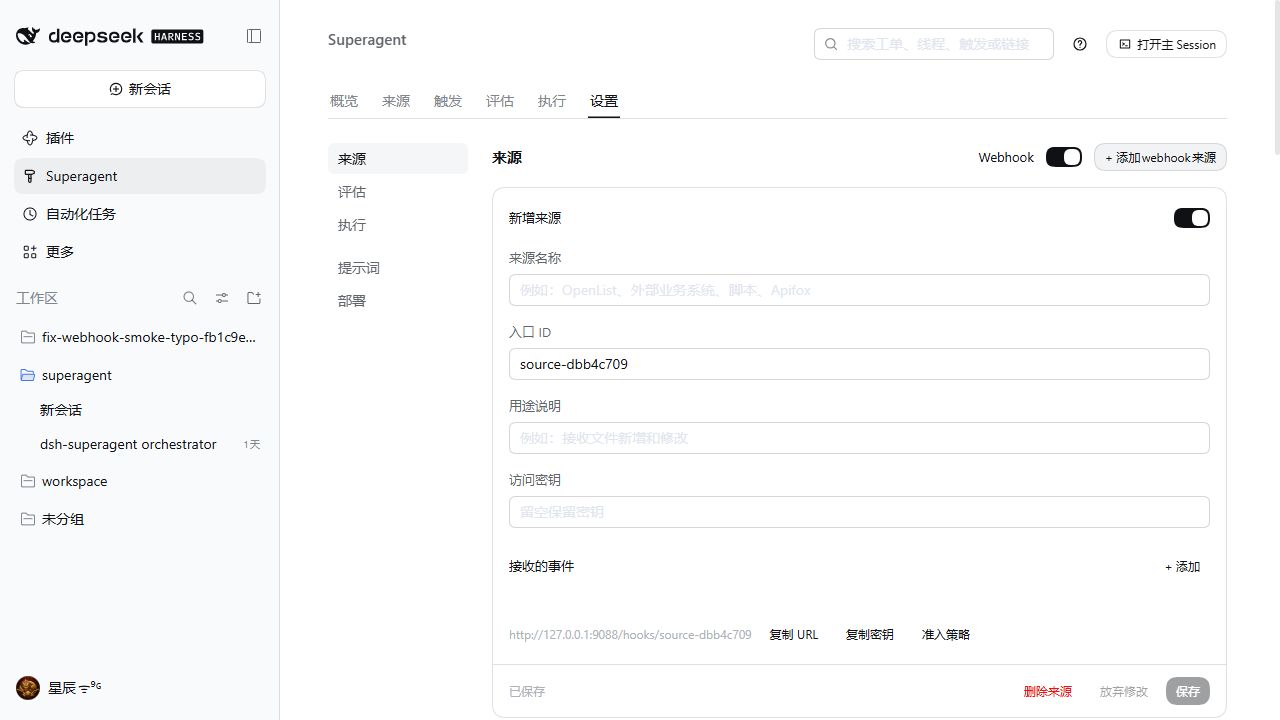 deepseek HARNESS
新会话
插件
Superagent
自动化任务
更多
工作区
fix-webhook-smoke-typo-fb1c9e...
superagent
新会话
dsh-superagent orchestrator 1天
workspace
未分组
星辰
Superagent
搜索工单、线程、触发或链接
打开主 Session
概览 来源 触发 评估 执行 设置
来源
评估
执行
提示词
部署
来源
Webhook
+ 添加webhook来源
新增来源
来源名称
例如：OpenList、外部业务系统、脚本、Apifox
入口 ID
source-dbb4c709
用途说明
例如：接收文件新增和修改
访问密钥
留空保留密钥
接收的事件
+ 添加
http://127.0.0.1:9088/hooks/source-dbb4c709 复制 URL 复制密钥 准入策略
已保存
删除来源 放弃修改 保存